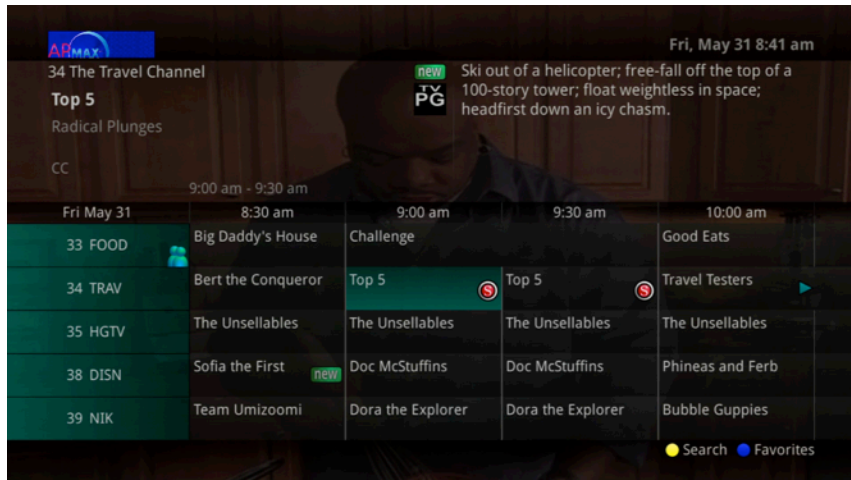 ARMAX
Fri, May 31 8:41 am
34 The Travel Channel
Top 5
Radical Plunges
CC
9:00 am - 9:30 am
new
TV
PG
Ski out of a helicopter; free-fall off the top of a
100-story tower; float weightless in space;
headfirst down an icy chasm.
Fri May 31 8:30 am 9:00 am 9:30 am 10:00 am
33 FOOD Big Daddy's House Challenge Good Eats
34 TRAV Bert the Conqueror Top 5 S Top 5 S Travel Testers
35 HGTV The Unsellables The Unsellables The Unsellables The Unsellables
38 DISN Sofia the First new Doc McStuffins Doc McStuffins Phineas and Ferb
39 NIK Team Umizoomi Dora the Explorer Dora the Explorer Bubble Guppies
Search Favorites